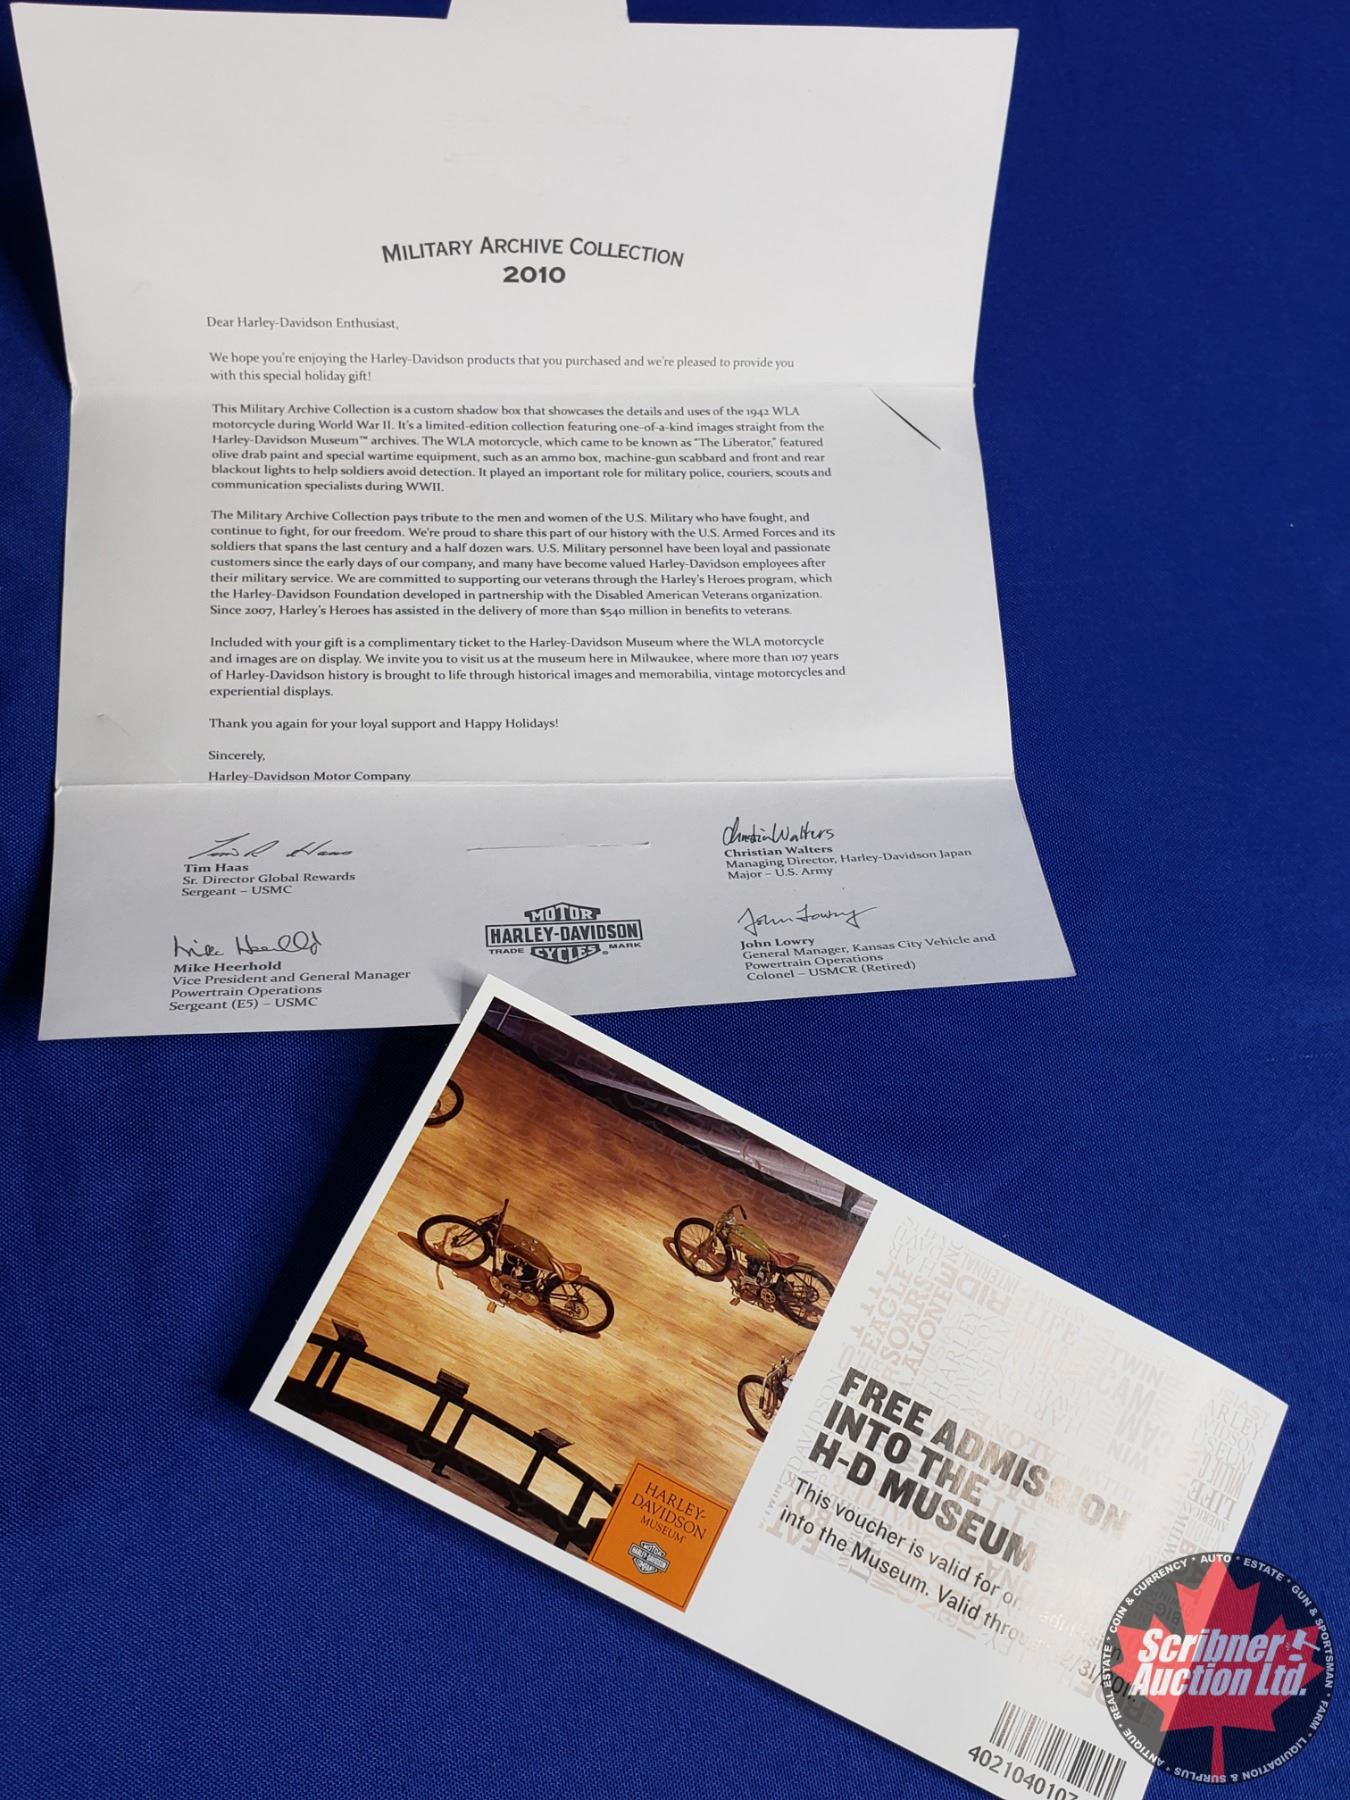 MILITARY ARCHIVE COLLECTION
2010
Dear Harley-Davidson Enthusiast,
We hope you're enjoying the Harley-Davidson products that you purchased and we're pleased to provide you
with this special holiday gift!
This Military Archive Collection is a custom shadow box that showcases the details and uses of the 1942 WLA
motorcycle during World War II. It's a limited-edition collection featuring one-of-a-kind images straight from the
Harley-Davidson Museum™ archives. The WLA motorcycle, which came to be known as "The Liberator," featured
olive drab paint and special wartime equipment, such as an ammo box, machine-gun scabbard and front and rear
blackout lights to help soldiers avoid detection. It played an important role for military police, couriers, scouts and
communication specialists during WWII.
The Military Archive Collection pays tribute to the men and women of the U.S. Military who have fought, and
continue to fight, for our freedom. We're proud to share this part of our history with the U.S. Armed Forces and its
soldiers that spans the last century and a half dozen wars. U.S. Military personnel have been loyal and passionate
customers since the early days of our company, and many have become valued Harley-Davidson employees after
their military service. We are committed to supporting our veterans through the Harley's Heroes program, which
the Harley-Davidson Foundation developed in partnership with the Disabled American Veterans organization.
Since 2007, Harley's Heroes has assisted in the delivery of more than $540 million in benefits to veterans.
Included with your gift is a complimentary ticket to the Harley-Davidson Museum where the WLA motorcycle
and images are on display. We invite you to visit us at the museum here in Milwaukee, where more than 107 years
of Harley-Davidson history is brought to life through historical images and memorabilia, vintage motorcycles and
experiential displays.
Thank you again for your loyal support and Happy Holidays!
Sincerely,
Harley-Davidson Motor Company
Tim Haas
Sr. Director Global Rewards
Sergeant – USMC
Christian Walters
Christian Walters
Managing Director, Harley-Davidson Japan
Major – U.S. Army
Mike Heerhold
Vice President and General Manager
Powertrain Operations
Sergeant (E5) – USMC
MOTOR
HARLEY-DAVIDSON
TRADE CYCLES MARK
John Lowry
John Lowry
General Manager, Kansas City Vehicle and
Powertrain Operations
Colonel – USMCR (Retired)
HARLEY-
DAVIDSON
MUSEUM
FREE ADMISSION
INTO THE
H-D MUSEUM
This voucher is valid for
into the Museum. Valid
4021040107
Scribner
Auction Ltd.
COIN & CURRENCY • AUTO • ESTATE • GUN & SPORTSMAN • FARM • LIQUIDATION & SURPLUS • ANTIQUE • REAL ESTATE